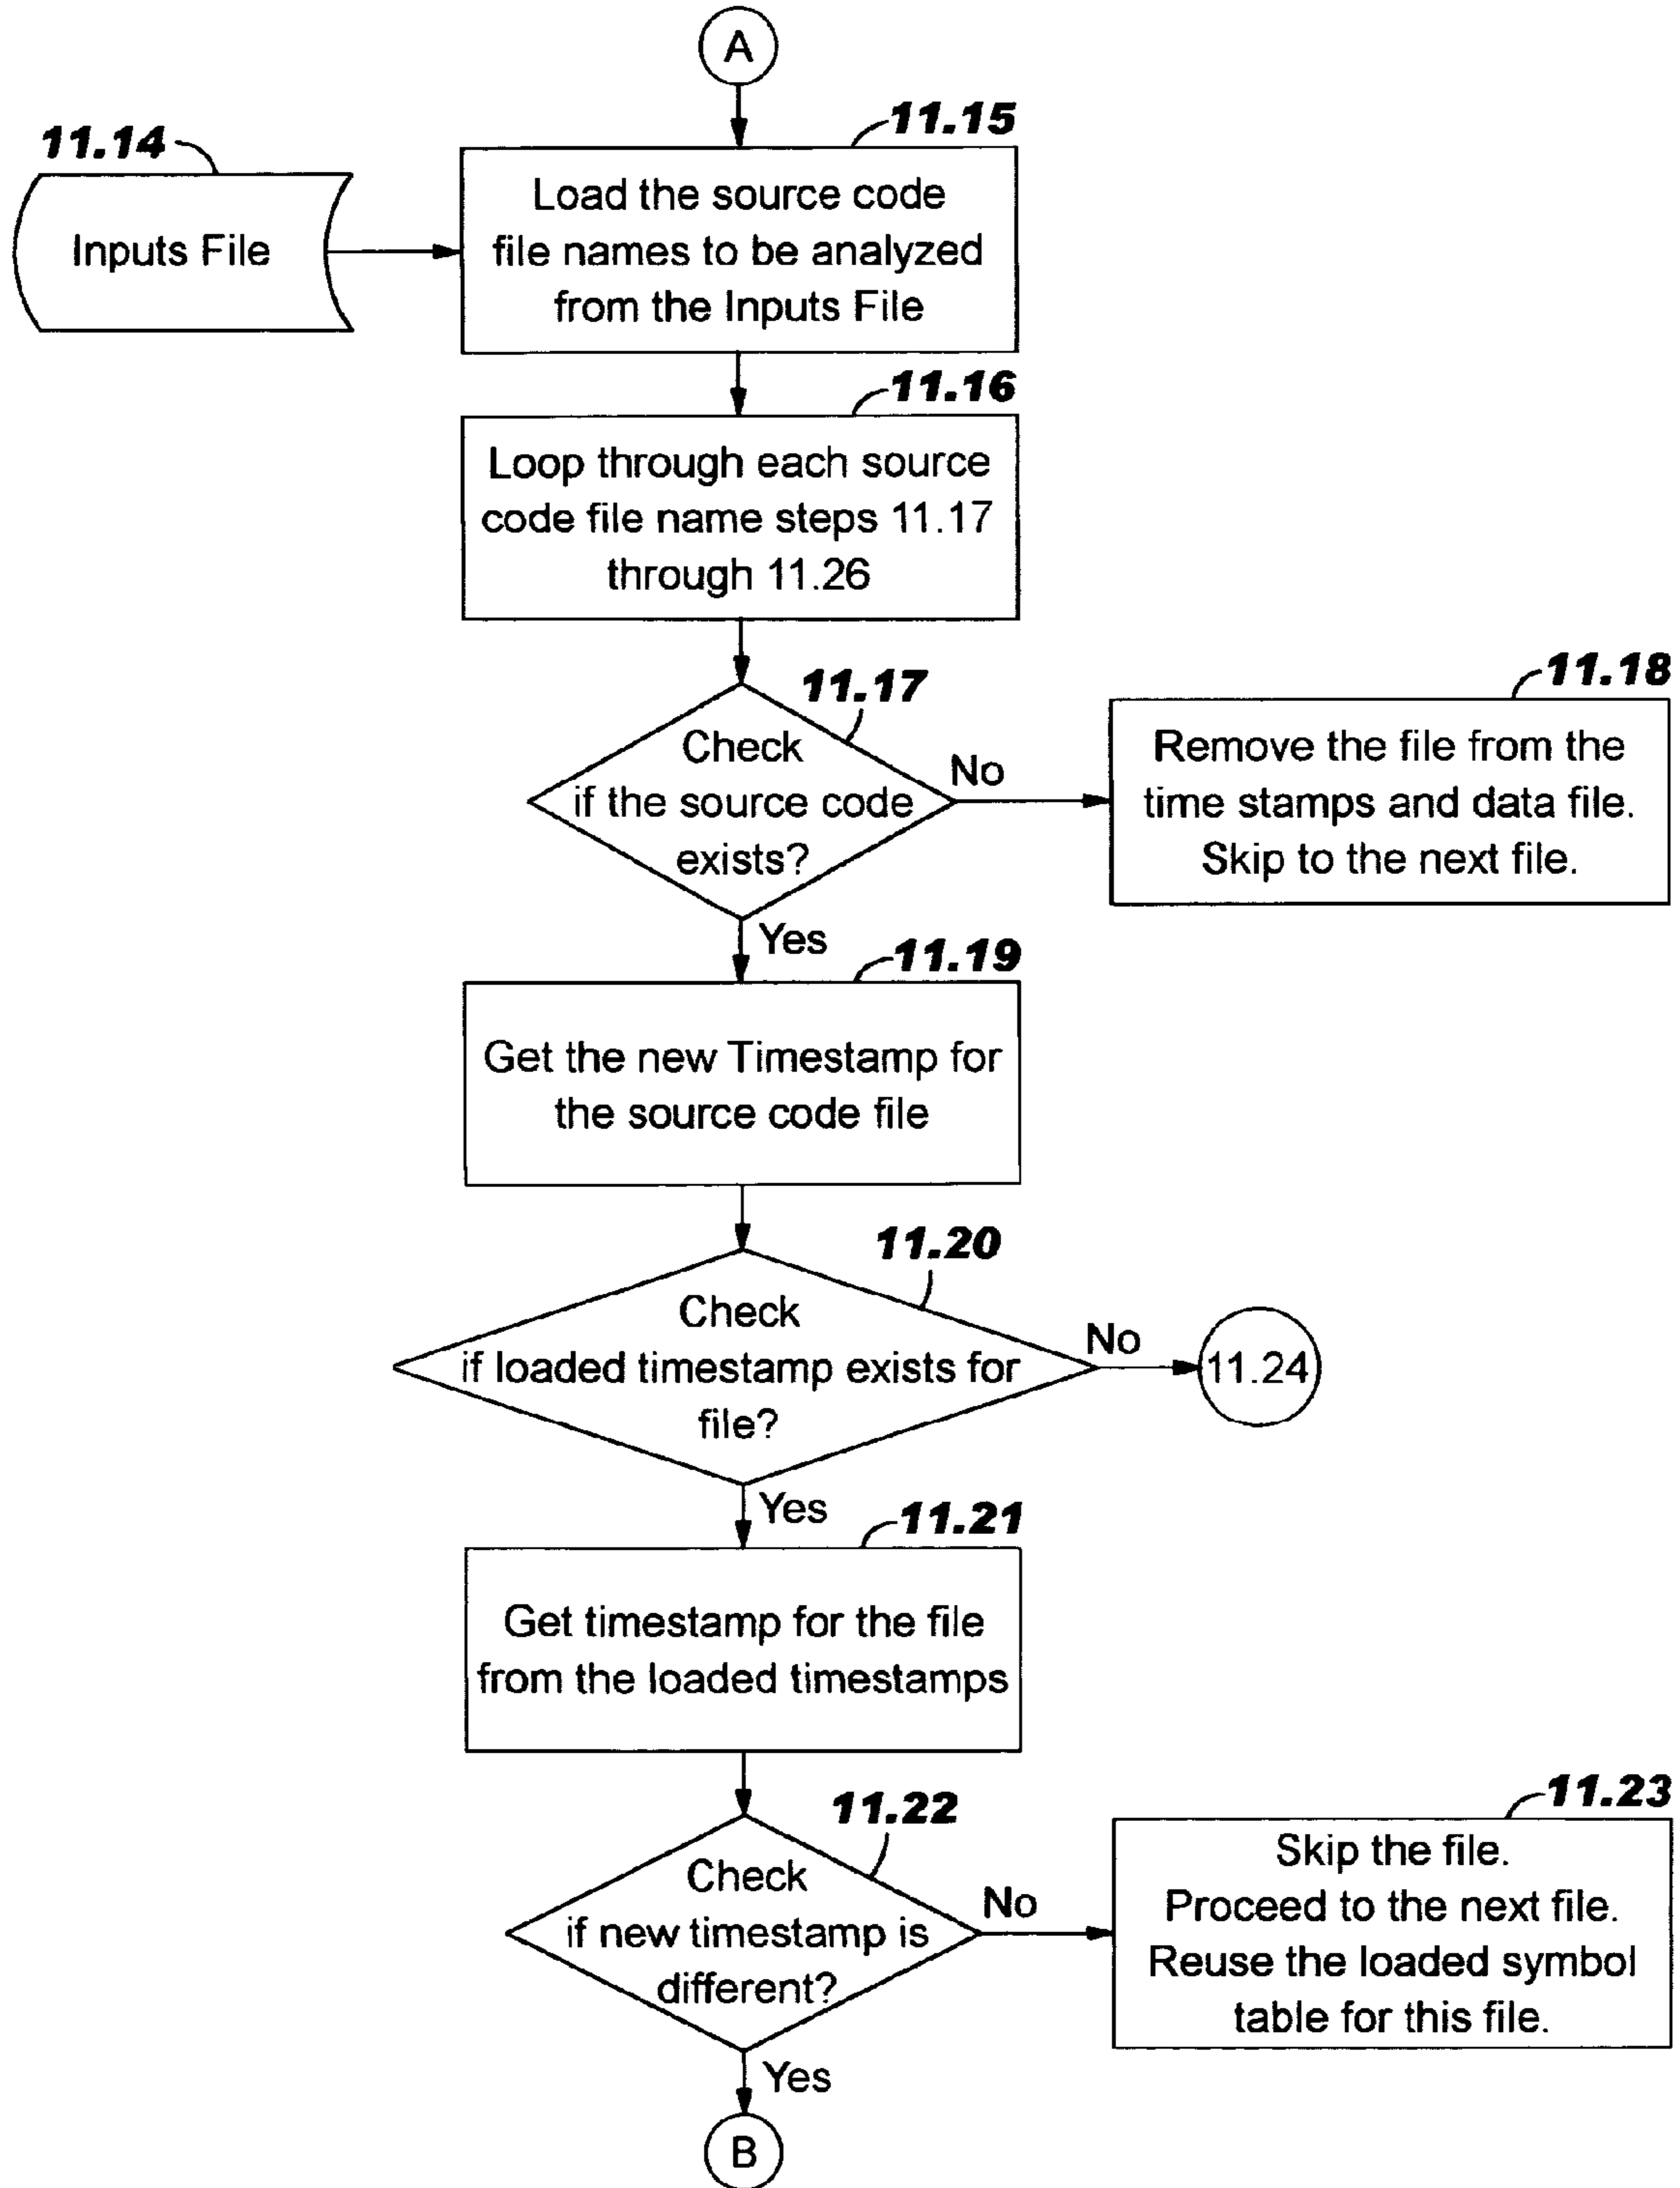 A
11.15
11.14
Inputs File
Load the source code
file names to be analyzed
from the Inputs File
11.16
Loop through each source
code file name steps 11.17
through 11.26
11.17
Check
if the source code
exists?
No
11.18
Remove the file from the
time stamps and data file.
Skip to the next file.
Yes
11.19
Get the new Timestamp for
the source code file
11.20
Check
if loaded timestamp exists for
file?
No
11.24
Yes
11.21
Get timestamp for the file
from the loaded timestamps
11.22
Check
if new timestamp is
different?
No
11.23
Skip the file.
Proceed to the next file.
Reuse the loaded symbol
table for this file.
Yes
B